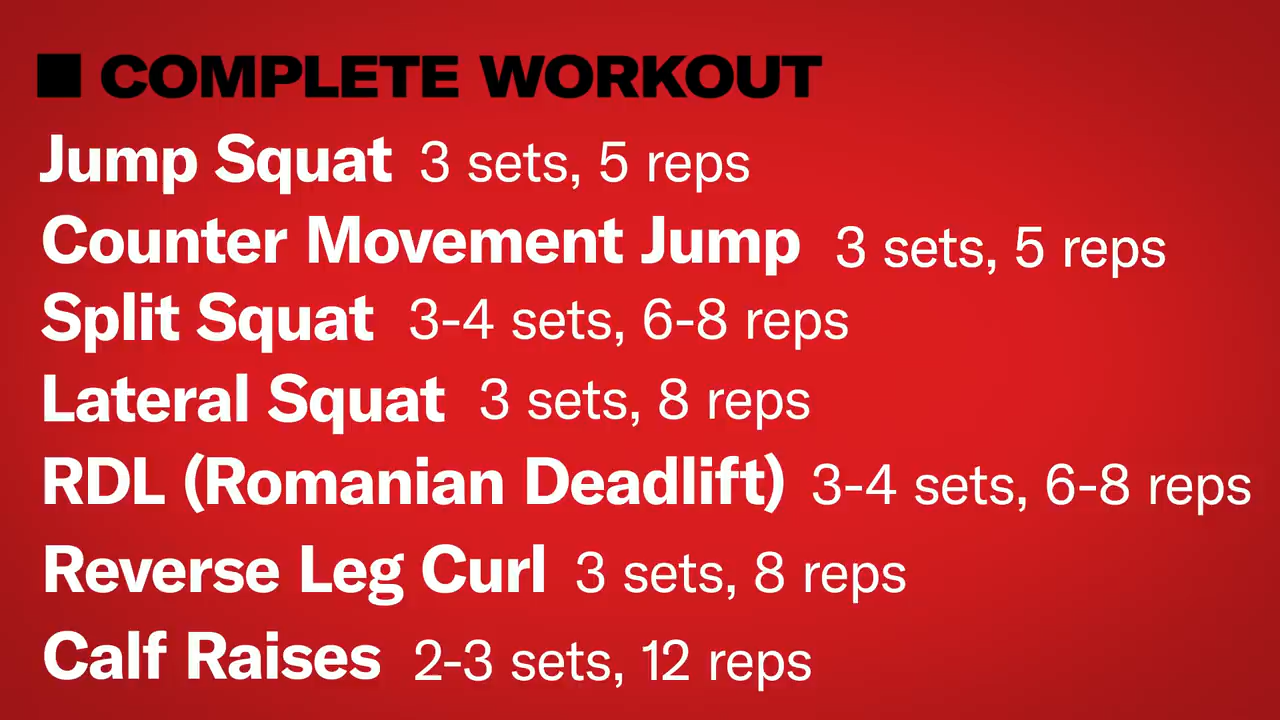 COMPLETE WORKOUT
Jump Squat 3 sets, 5 reps
Counter Movement Jump 3 sets, 5 reps
Split Squat 3-4 sets, 6-8 reps
Lateral Squat 3 sets, 8 reps
RDL (Romanian Deadlift) 3-4 sets, 6-8 reps
Reverse Leg Curl 3 sets, 8 reps
Calf Raises 2-3 sets, 12 reps